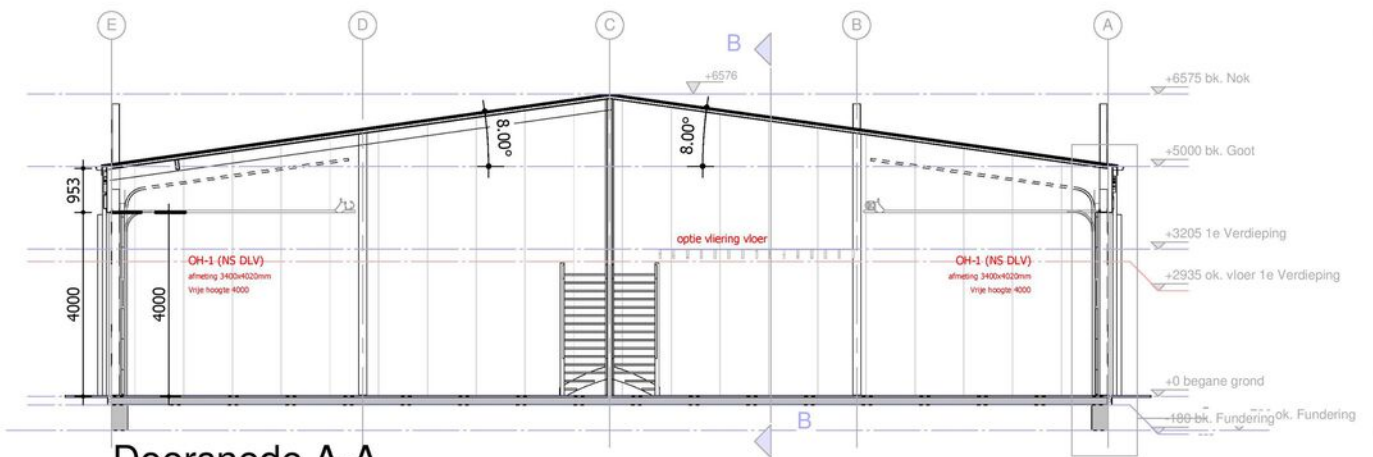 E D C B A
B
+6576
+6575 bk. Nok
8.00°
8.00°
+5000 bk. Goot
953
+3205 1e Verdieping
optie vliering vloer
OH-1 (NS DLV)
afmeting 3400x4020mm
Vrije hoogte 4000
OH-1 (NS DLV)
afmeting 3400x4020mm
Vrije hoogte 4000
+2935 ok. vloer 1e Verdieping
4000
4000
+0 begane grond
-180 bk. Fundering
ok. Fundering
B
Doorsnede A-A